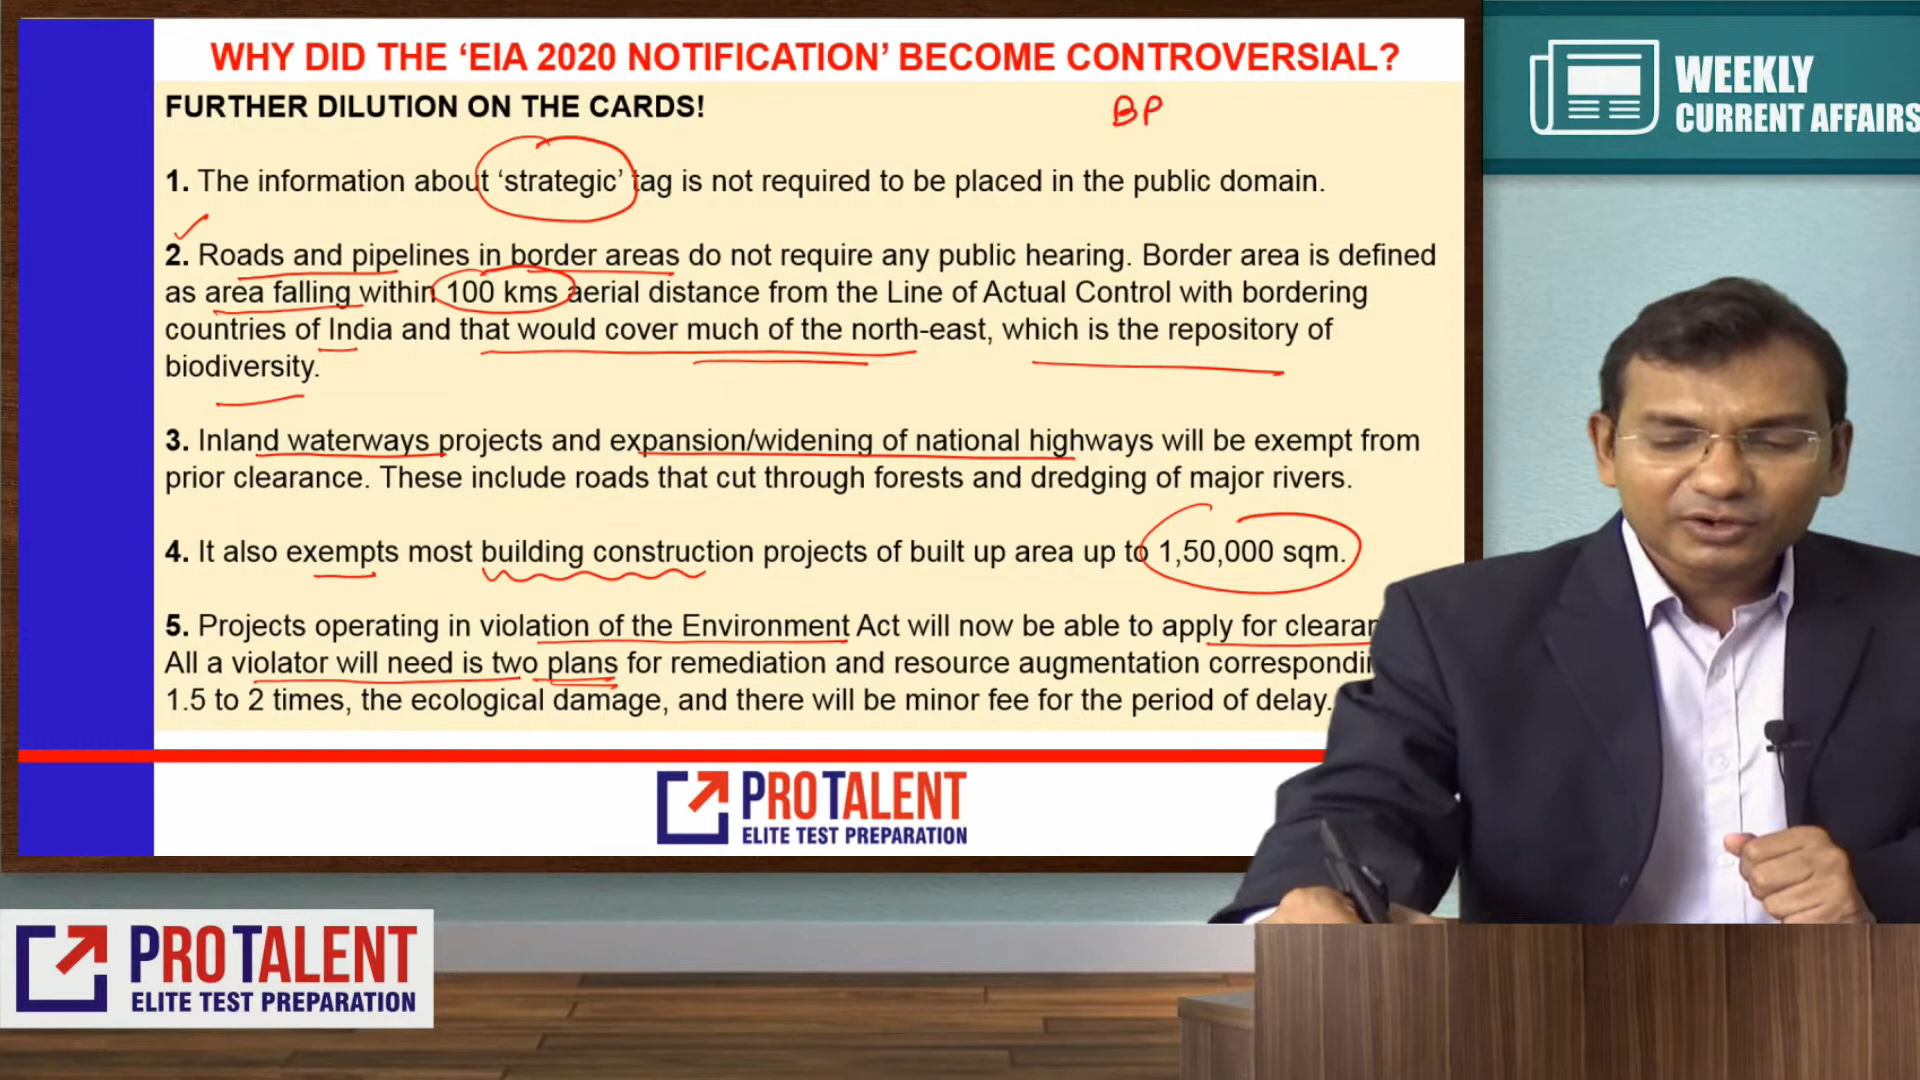 WHY DID THE ‘EIA 2020 NOTIFICATION’ BECOME CONTROVERSIAL?
FURTHER DILUTION ON THE CARDS!
BP
1. The information about ‘strategic’ tag is not required to be placed in the public domain.
2. Roads and pipelines in border areas do not require any public hearing. Border area is defined
as area falling within 100 kms aerial distance from the Line of Actual Control with bordering
countries of India and that would cover much of the north-east, which is the repository of
biodiversity.
3. Inland waterways projects and expansion/widening of national highways will be exempt from
prior clearance. These include roads that cut through forests and dredging of major rivers.
4. It also exempts most building construction projects of built up area up to 1,50,000 sqm.
5. Projects operating in violation of the Environment Act will now be able to apply for
All a violator will need is two plans for remediation and resource augmentation
1.5 to 2 times, the ecological damage, and there will be minor fee for the period of delay.
PROTALENT
ELITE TEST PREPARATION
WEEKLY
CURRENT AFFAIRS
PROTALENT
ELITE TEST PREPARATION